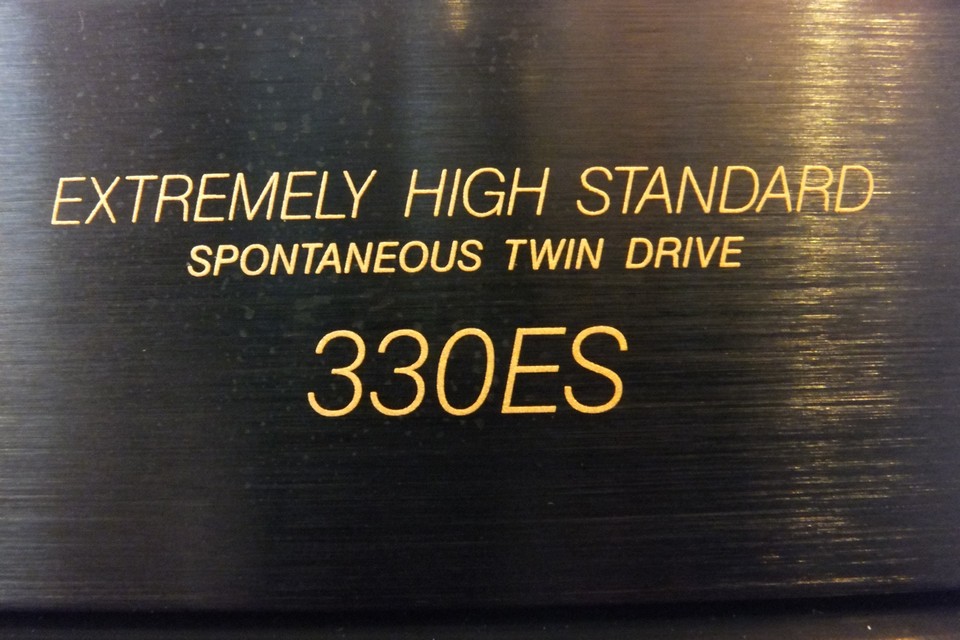 EXTREMELY HIGH STANDARD
SPONTANEOUS TWIN DRIVE
330ES